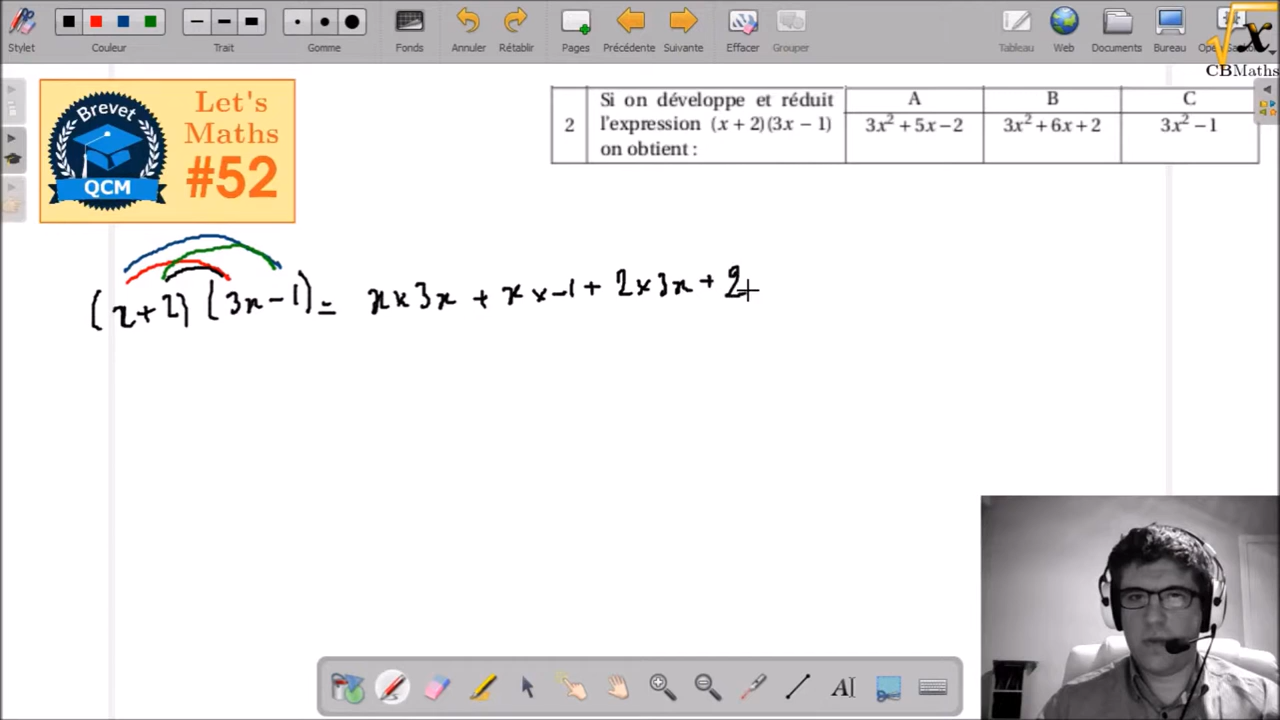 Stylet Couleur Trait Gomme Fonds Annuler Rétablir Pages Précédente Suivante Effacer Grouper Tableau Web Documents Bureau
CBMaths
Brevet
QCM
Let's
Maths
#52
2 Si on développe et réduit l'expression (x + 2)(3x − 1) on obtient :
A B C
3x² + 5x − 2 3x² + 6x + 2 3x² − 1
(x+2) (3x-1) = x×3x + x×-1 + 2×3x + 2